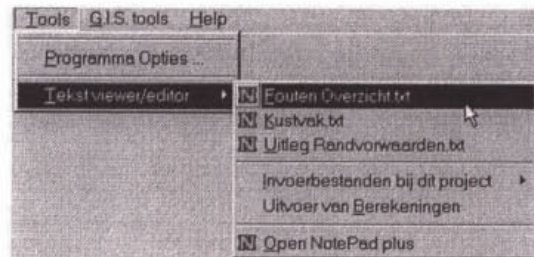 Tools G.I.S. tools Help
Programma Opties ...
Tekst viewer/editor
Fouten Overzicht.txt
Kustvak.txt
Uitleg Randvorwaarden.txt
Invoerbestanden bij dit project
Uitvoer van Berekeningen
Open NotePad plus